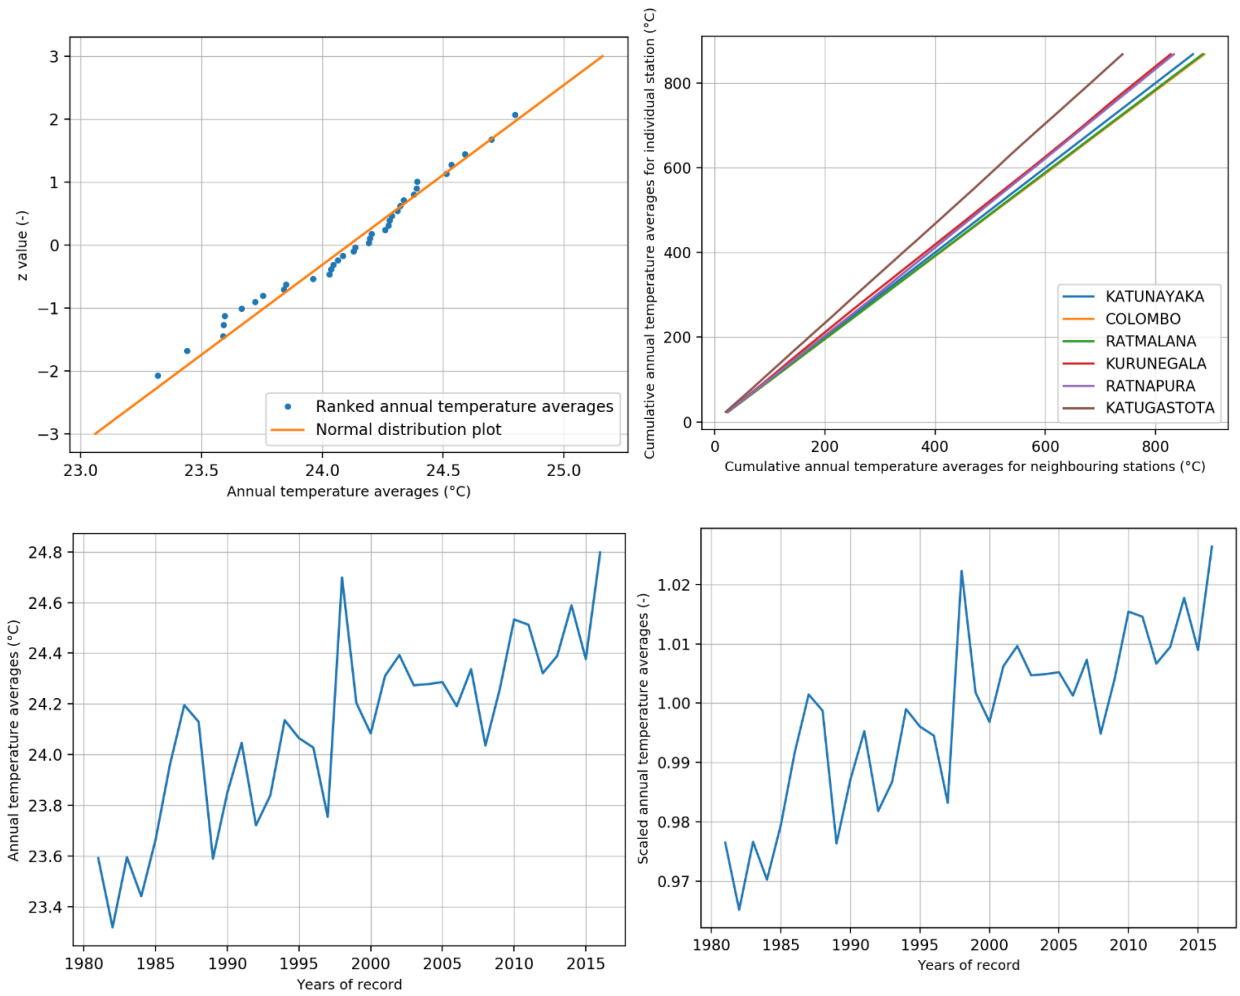 3
2
1
0
−1
−2
−3
z value (-)
Ranked annual temperature averages
Normal distribution plot
23.0 23.5 24.0 24.5 25.0
Annual temperature averages (°C)
Cumulative annual temperature averages for individual station (°C)
800
600
400
200
0
KATUNAYAKA
COLOMBO
RATMALANA
KURUNEGALA
RATNAPURA
KATUGASTOTA
0 200 400 600 800
Cumulative annual temperature averages for neighbouring stations (°C)
Annual temperature averages (°C)
24.8
24.6
24.4
24.2
24.0
23.8
23.6
23.4
1980 1985 1990 1995 2000 2005 2010 2015
Years of record
Scaled annual temperature averages (-)
1.02
1.01
1.00
0.99
0.98
0.97
1980 1985 1990 1995 2000 2005 2010 2015
Years of record